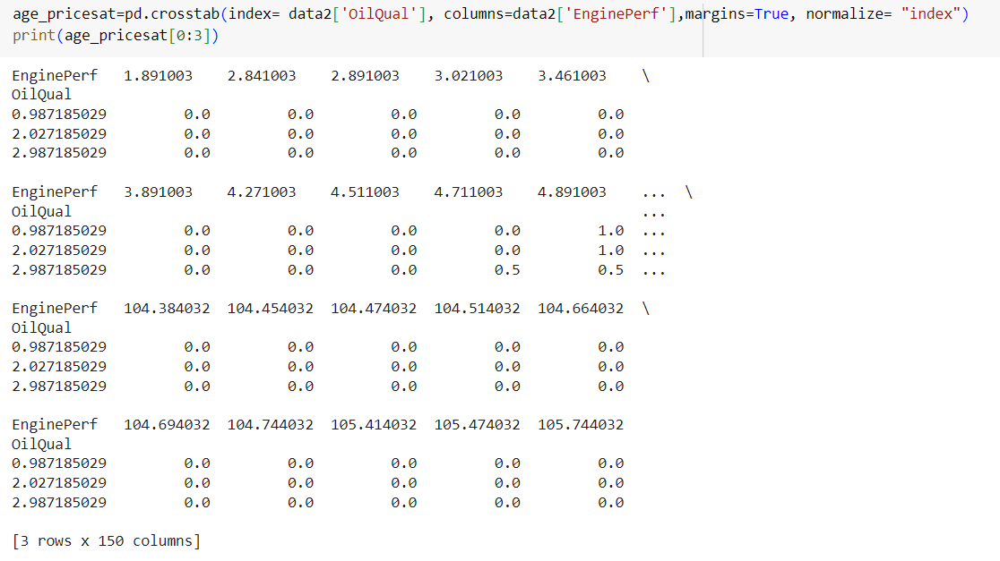 age_pricesat=pd.crosstab(index= data2['OilQual'], columns=data2['EnginePerf'],margins=True, normalize= "index")
print(age_pricesat[0:3])
EnginePerf  1.891003    2.841003    2.891003    3.021003    3.461003    \
OilQual
0.987185029         0.0         0.0         0.0         0.0         0.0
2.027185029         0.0         0.0         0.0         0.0         0.0
2.987185029         0.0         0.0         0.0         0.0         0.0
EnginePerf  3.891003    4.271003    4.511003    4.711003    4.891003    ...  \
OilQual                                                                 ...
0.987185029         0.0         0.0         0.0         0.0         1.0 ...
2.027185029         0.0         0.0         0.0         0.0         1.0 ...
2.987185029         0.0         0.0         0.0         0.5         0.5 ...
EnginePerf  104.384032  104.454032  104.474032  104.514032  104.664032  \
OilQual
0.987185029         0.0         0.0         0.0         0.0         0.0
2.027185029         0.0         0.0         0.0         0.0         0.0
2.987185029         0.0         0.0         0.0         0.0         0.0
EnginePerf  104.694032  104.744032  105.414032  105.474032  105.744032
OilQual
0.987185029         0.0         0.0         0.0         0.0         0.0
2.027185029         0.0         0.0         0.0         0.0         0.0
2.987185029         0.0         0.0         0.0         0.0         0.0
[3 rows x 150 columns]